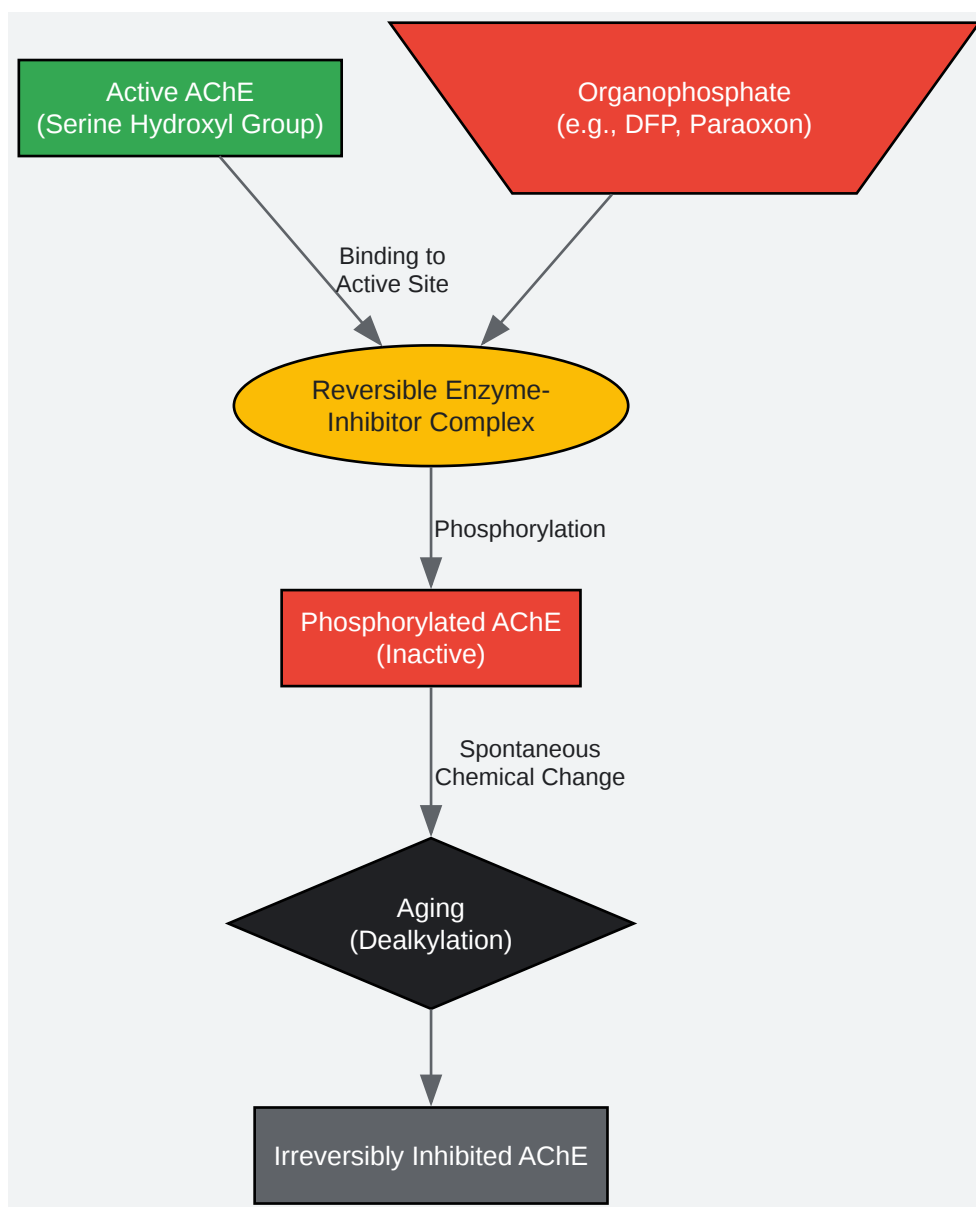 Active AChE
(Serine Hydroxyl Group)
Organophosphate
(e.g., DFP, Paraoxon)
Binding to
Active Site
Reversible Enzyme-
Inhibitor Complex
Phosphorylation
Phosphorylated AChE
(Inactive)
Spontaneous
Chemical Change
Aging
(Dealkylation)
Irreversibly Inhibited AChE